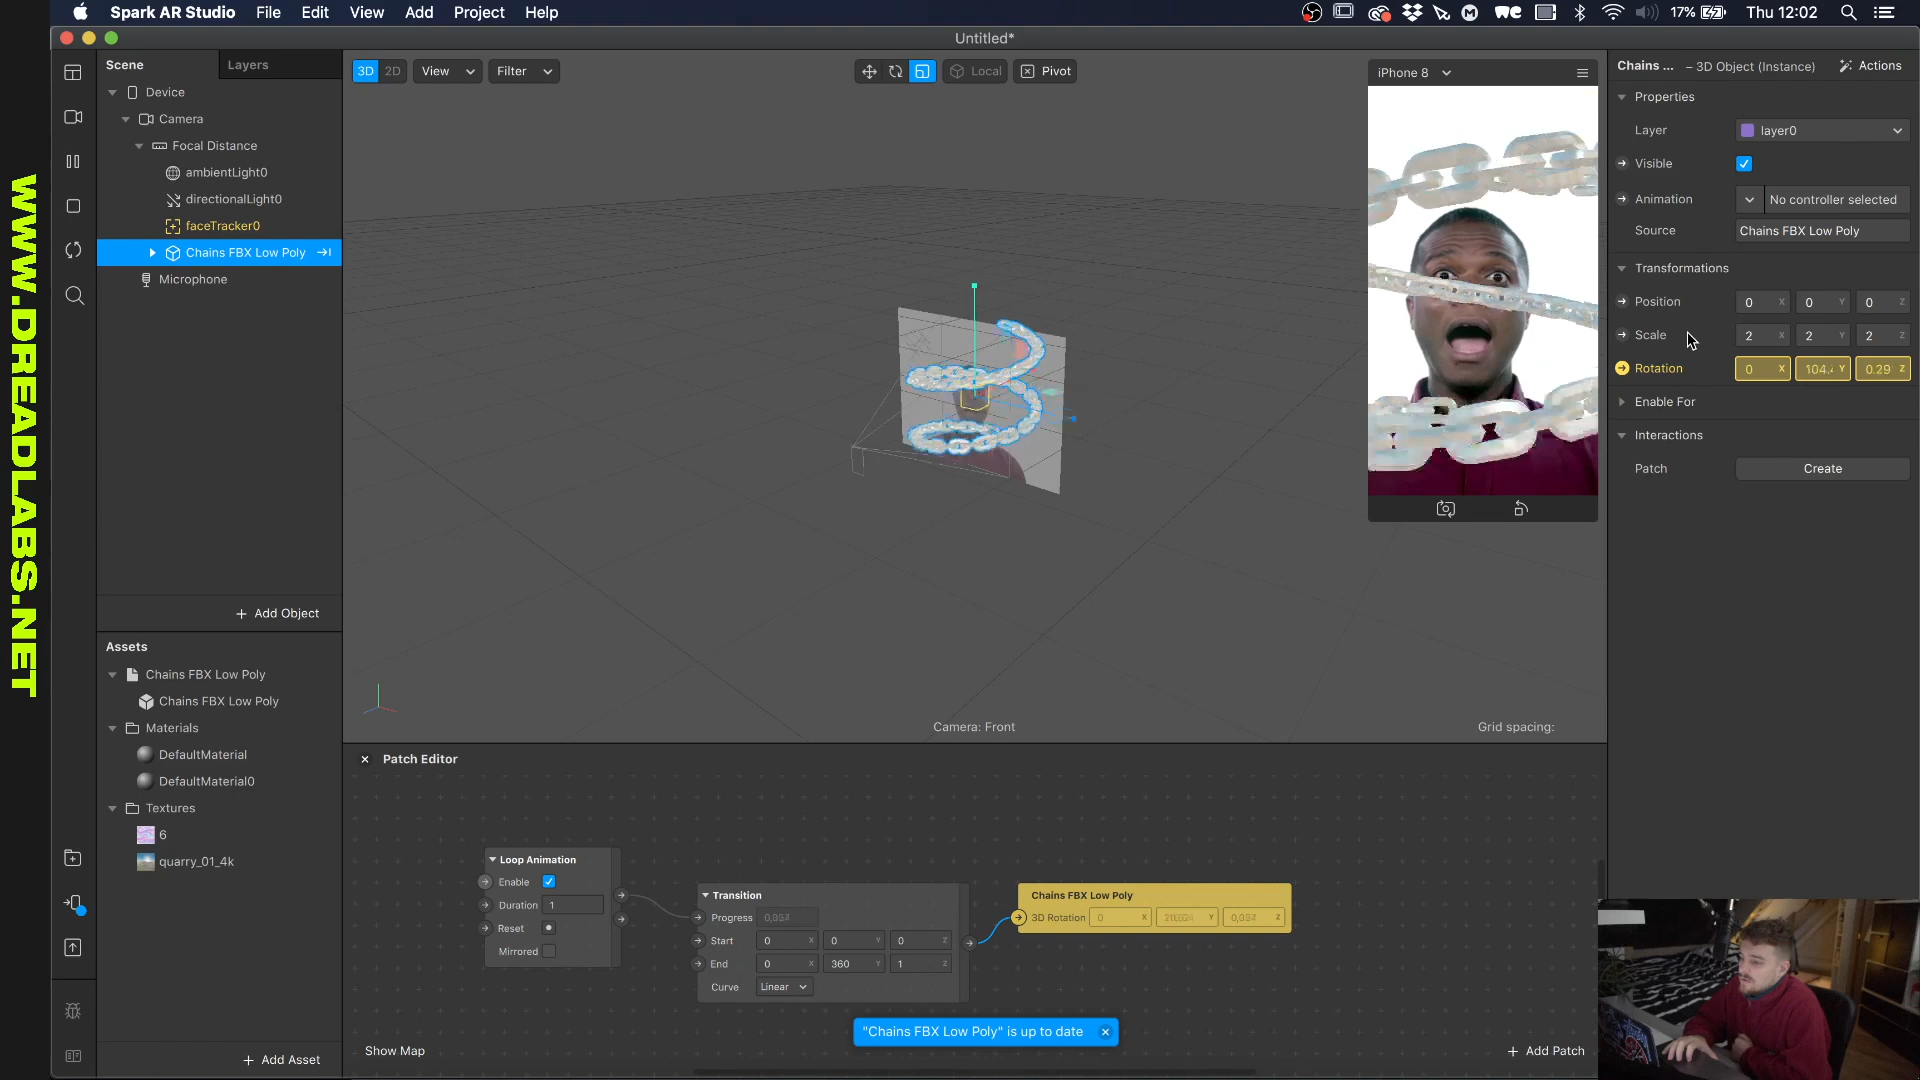 Spark AR Studio File Edit View Add Project Help
17% Thu 12:02
Untitled*
WWW.DREADLABS.NET
Scene Layers
Device
Camera
Focal Distance
ambientLight0
directionalLight0
faceTracker0
Chains FBX Low Poly
Microphone
+ Add Object
Assets
Chains FBX Low Poly
Chains FBX Low Poly
Materials
DefaultMaterial
DefaultMaterial0
Textures
6
quarry_01_4k
+ Add Asset
3D 2D View Filter Local Pivot
iPhone 8
Camera: Front
Grid spacing:
Chains ... – 3D Object (Instance) Actions
Properties
Layer layer0
Visible
Animation No controller selected
Source Chains FBX Low Poly
Transformations
Position 0 X 0 Y 0 Z
Scale 2 X 2 Y 2 Z
Rotation 0 X 104. Y 0.29 Z
Enable For
Interactions
Patch Create
Patch Editor
Loop Animation
Enable
Duration 1
Reset
Mirrored
Transition
Progress
Start 0 X 0 Y 0 Z
End 0 X 360 Y 1 Z
Curve Linear
Chains FBX Low Poly
3D Rotation 0 X Y Z
"Chains FBX Low Poly" is up to date
Show Map
+ Add Patch